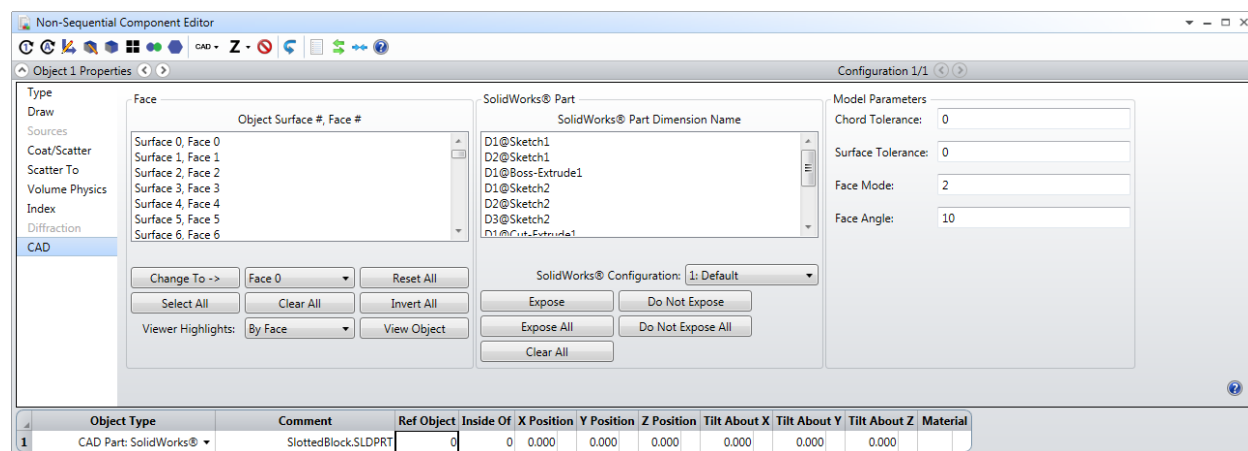 Non-Sequential Component Editor
CAD Z
Object 1 Properties Configuration 1/1
Type
Draw
Sources
Coat/Scatter
Scatter To
Volume Physics
Index
Diffraction
CAD
Face
Object Surface #, Face #
Surface 0, Face 0
Surface 1, Face 1
Surface 2, Face 2
Surface 3, Face 3
Surface 4, Face 4
Surface 5, Face 5
Surface 6, Face 6
Change To -> Face 0 Reset All
Select All Clear All Invert All
Viewer Highlights: By Face View Object
SolidWorks® Part
SolidWorks® Part Dimension Name
D1@Sketch1
D2@Sketch1
D1@Boss-Extrude1
D1@Sketch2
D2@Sketch2
D3@Sketch2
D1@Cut-Extrude1
SolidWorks® Configuration: 1: Default
Expose Do Not Expose
Expose All Do Not Expose All
Clear All
Model Parameters
Chord Tolerance: 0
Surface Tolerance: 0
Face Mode: 2
Face Angle: 10
Object Type Comment Ref Object Inside Of X Position Y Position Z Position Tilt About X Tilt About Y Tilt About Z Material
1 CAD Part: SolidWorks® SlottedBlock.SLDPRT 0 0 0.000 0.000 0.000 0.000 0.000 0.000